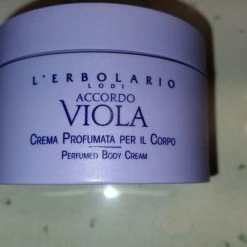 L'ERBOLARIO
LODI
ACCORDO
VIOLA
CREMA PROFUMATA PER IL CORPO
PERFUMED BODY CREAM